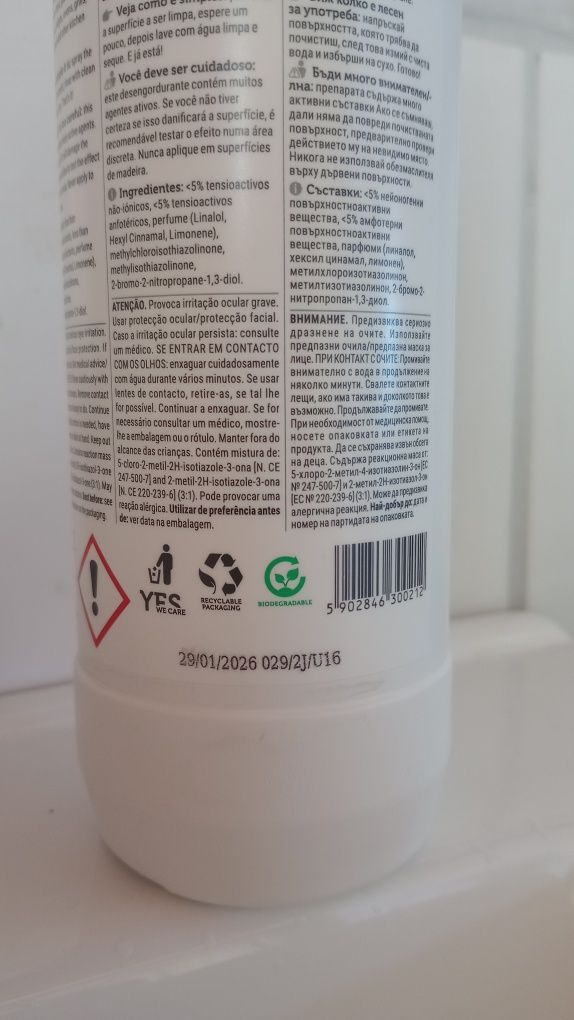 Veja como é simples
a superfície a ser limpa, espere um
pouco, depois lave com água limpa e
seque. E já está!
Você deve ser cuidadoso:
este desengordurante contém muitos
agentes ativos. Se você não tiver
certeza se isso danificará a superfície, é
recomendável testar o efeito numa área
discreta. Nunca aplique em superfícies
de madeira.
Ingredientes: <5% tensioactivos
não-iónicos, <5% tensioactivos
anfotéricos, perfume (Linalol,
Hexyl Cinnamal, Limonene),
methylchloroisothiazolinone,
methylisothiazolinone,
2-bromo-2-nitropropane-1,3-diol.
ATENÇÃO. Provoca irritação ocular grave.
Usar protecção ocular/protecção facial.
Caso a irritação ocular persista: consulte
um médico. SE ENTRAR EM CONTACTO
COM OS OLHOS: enxaguar cuidadosamente
com água durante vários minutos. Se usar
lentes de contacto, retire-as, se tal lhe
for possível. Continuar a enxaguar. Se for
necessário consultar um médico, mostre-
lhe a embalagem ou o rótulo. Manter fora do
alcance das crianças. Contém mistura de:
5-cloro-2-metil-2H-isotiazole-3-ona [N. CE
247-500-7] and 2-metil-2H-isotiazole-3-ona
[N. CE 220-239-6] (3:1). Pode provocar uma
reação alérgica. Utilizar de preferência antes
de: ver data na embalagem.
колко е лесен
за употреба: напръскай
повърхността, която трябва да
почистиш, след това измий с чиста
вода и избърши на сухо. Готово!
Бъди много внимателен/
лна: препарата съдържа много
активни съставки Ако се съмняваш,
дали няма да повреди почистваната
повърхност, предварително провери
действието му на невидимо място.
Никога не използвай обезмаслителя
върху дървени повърхности.
Съставки: <5% нейоногенни
повърхностноактивни
вещества, <5% амфотерни
повърхностноактивни
вещества, парфюми (линалол,
хексил цинамал, лимонен),
метилхлороизотиазолинон,
метилтизотиазолинон, 2-бромо-2-
нитропропан-1,3-диол.
ВНИМАНИЕ. Предизвиква сериозно
дразнене на очите. Използвайте
предпазни очила/предпазна маска за
лице. ПРИ КОНТАКТ С ОЧИТЕ: Промивайте
внимателно с вода в продължение на
няколко минути. Свалете контактните
лещи, ако има такива и доколкото това е
възможно. Продължавайте да промивате.
При необходимост от медицинска помощ,
носете опаковката или етикета на
продукта. Да се съхранява извън обсега
на деца. Съдържа реакционна маса от:
5-хлоро-2-метил-4-изотиазолин-3-он [ЕС
№ 247-500-7] и 2-метил-2H-изотиазол-3-он
[ЕС № 220-239-6] (3:1). Може да предизвика
алергична реакция. Най-добър до: дата и
номер на партидата на опаковката.
YES
WE CARE
RECYCLABLE
PACKAGING
BIODEGRADABLE
5 902846 300212
29/01/2026 029/2J/U16